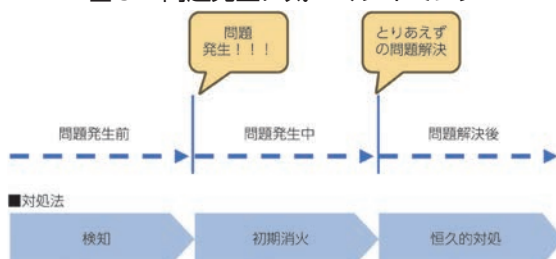 問題
発生！！！
とりあえず
の問題解決
問題発生前
問題発生中
問題解決後
■対処法
検知
初期消火
恒久的対処